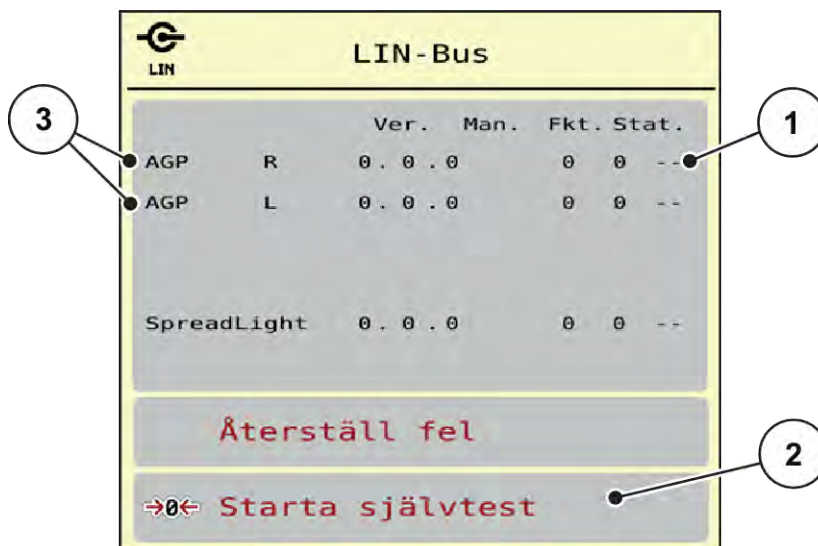 LIN
LIN-Bus
Ver. Man. Fkt. Stat.
AGP R 0.0.0 0 0 --
AGP L 0.0.0 0 0 --
SpreadLight 0.0.0 0 0 --
Återställ fel
→0← Starta självtest
3
1
2